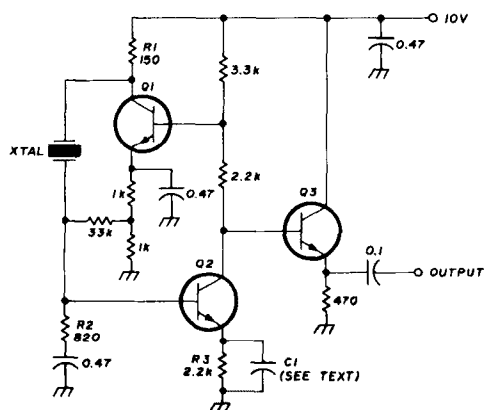 10V
R1
150
0.47
3.3k
Q1
XTAL
2.2k
1k
0.47
Q3
33k
1k
0.1
OUTPUT
Q2
470
R2
820
0.47
R3
2.2k
C1
(SEE TEXT)